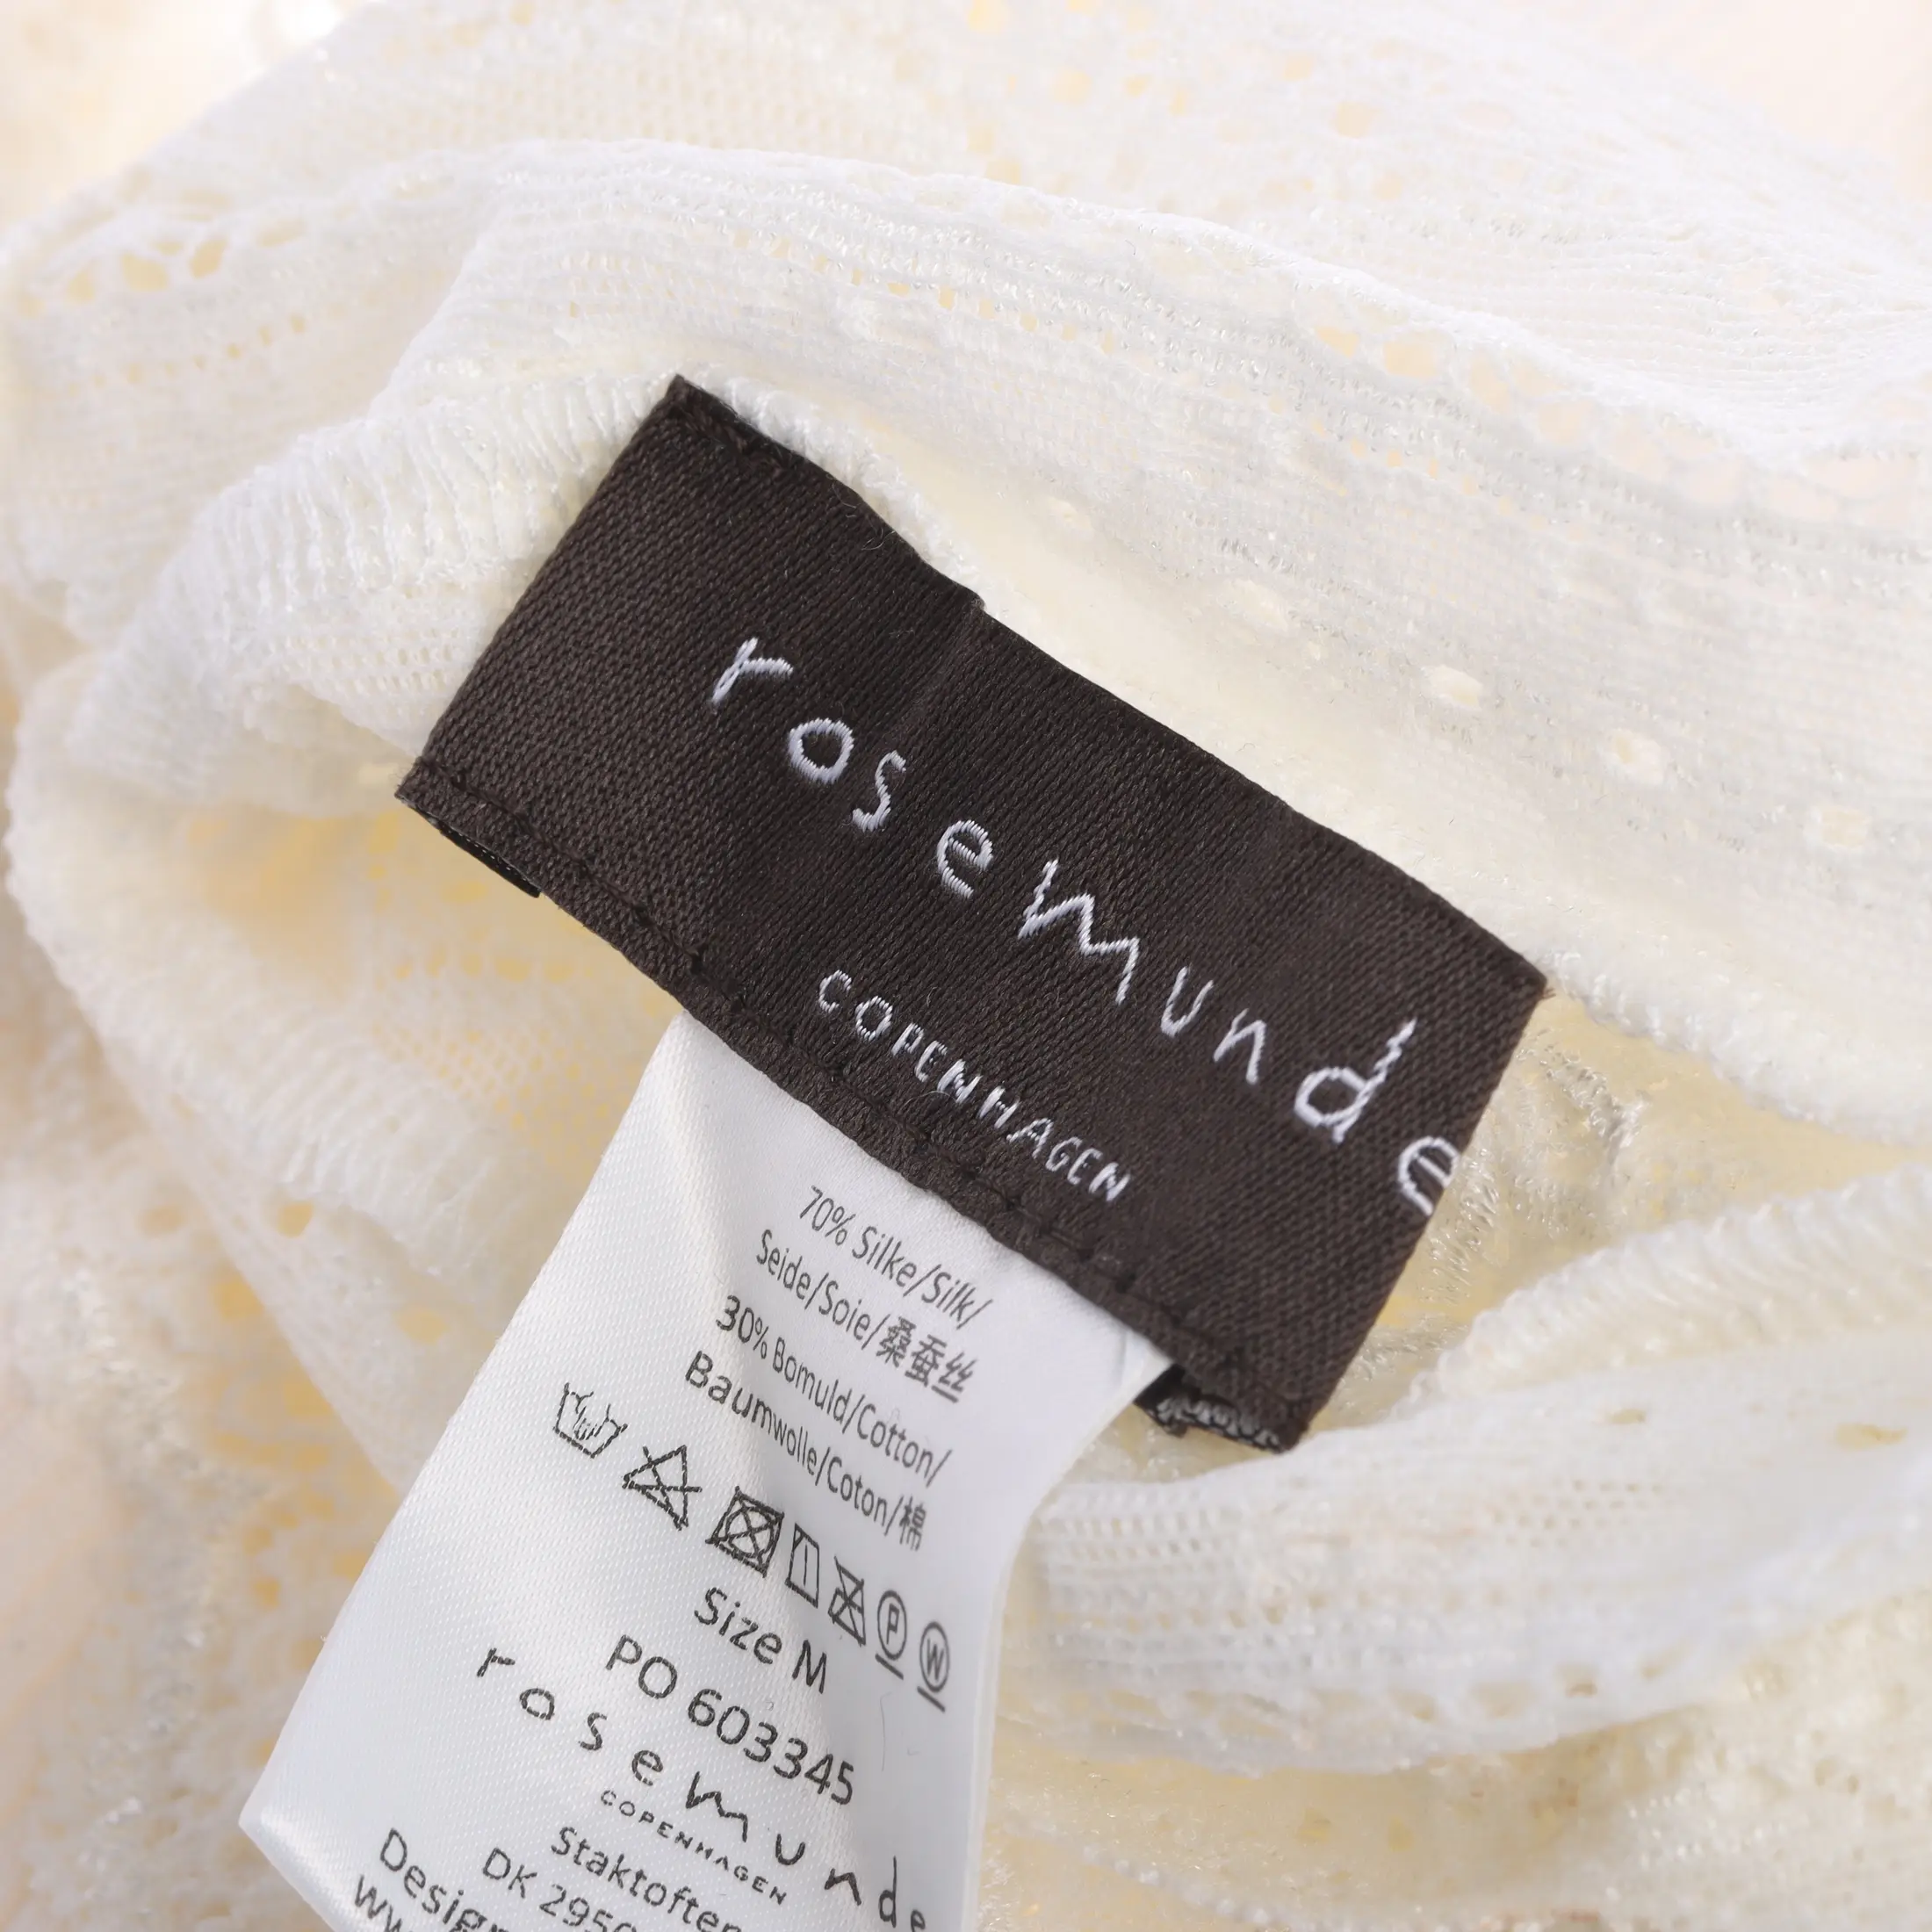 rosemunde
COPENHAGEN
70% Silke/Silk/
Seide/Soie/桑蚕丝
30% Bomuld/Cotton/
Baumwolle/Coton/棉
P W
Size M
PO 603345
rosemunde
COPENHAGEN
Staktoften
DK 2950